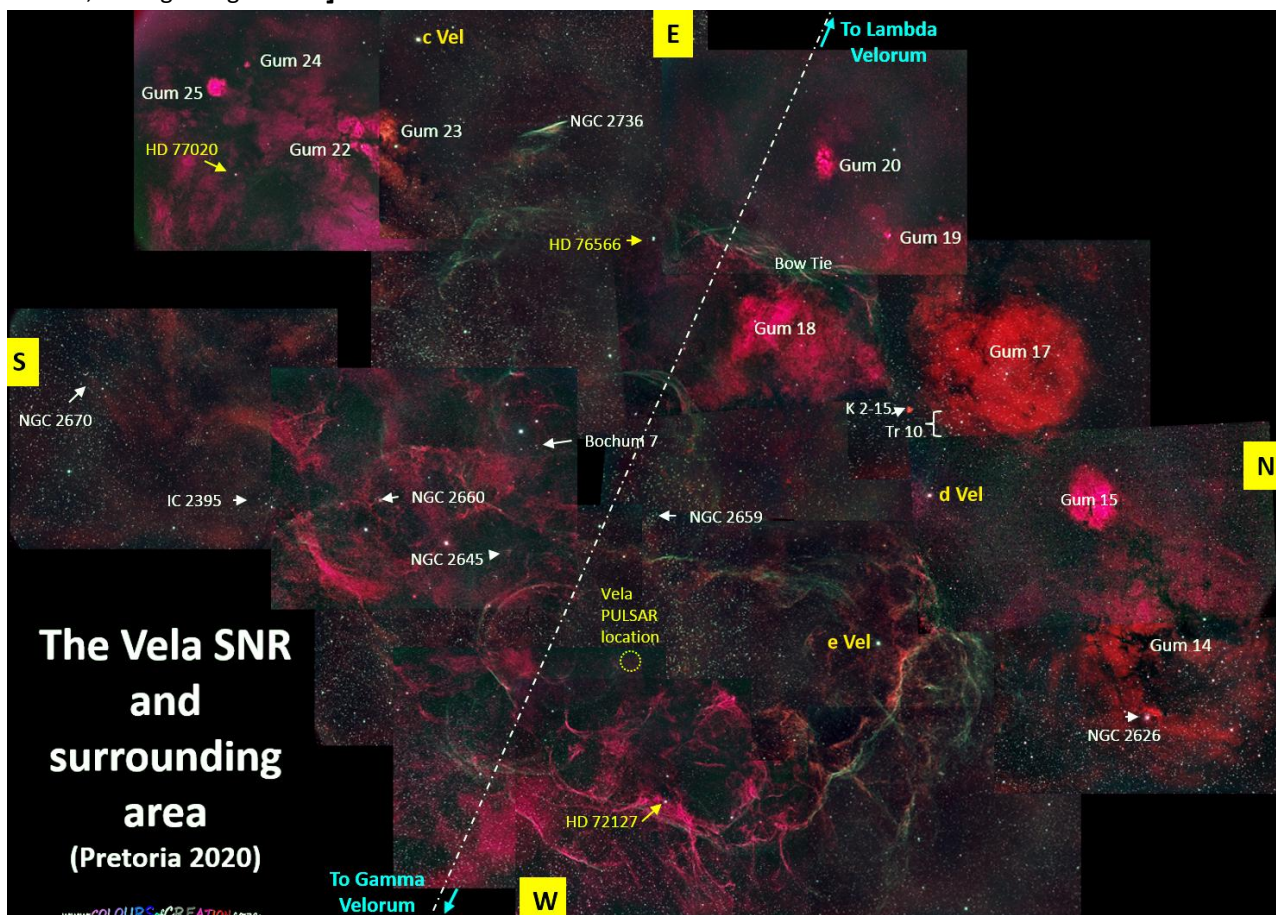 E
To Lambda
Velorum
c Vel
Gum 24
Gum 25
HD 77020
Gum 22
Gum 23
NGC 2736
Gum 20
Gum 19
HD 76566
Bow Tie
Gum 18
Gum 17
S
NGC 2670
K 2-15
Tr 10
Bochum 7
N
IC 2395
NGC 2660
NGC 2659
d Vel
Gum 15
NGC 2645
Vela
PULSAR
location
e Vel
Gum 14
NGC 2626
The Vela SNR
and
surrounding
area
(Pretoria 2020)
HD 72127
To Gamma
Velorum
W